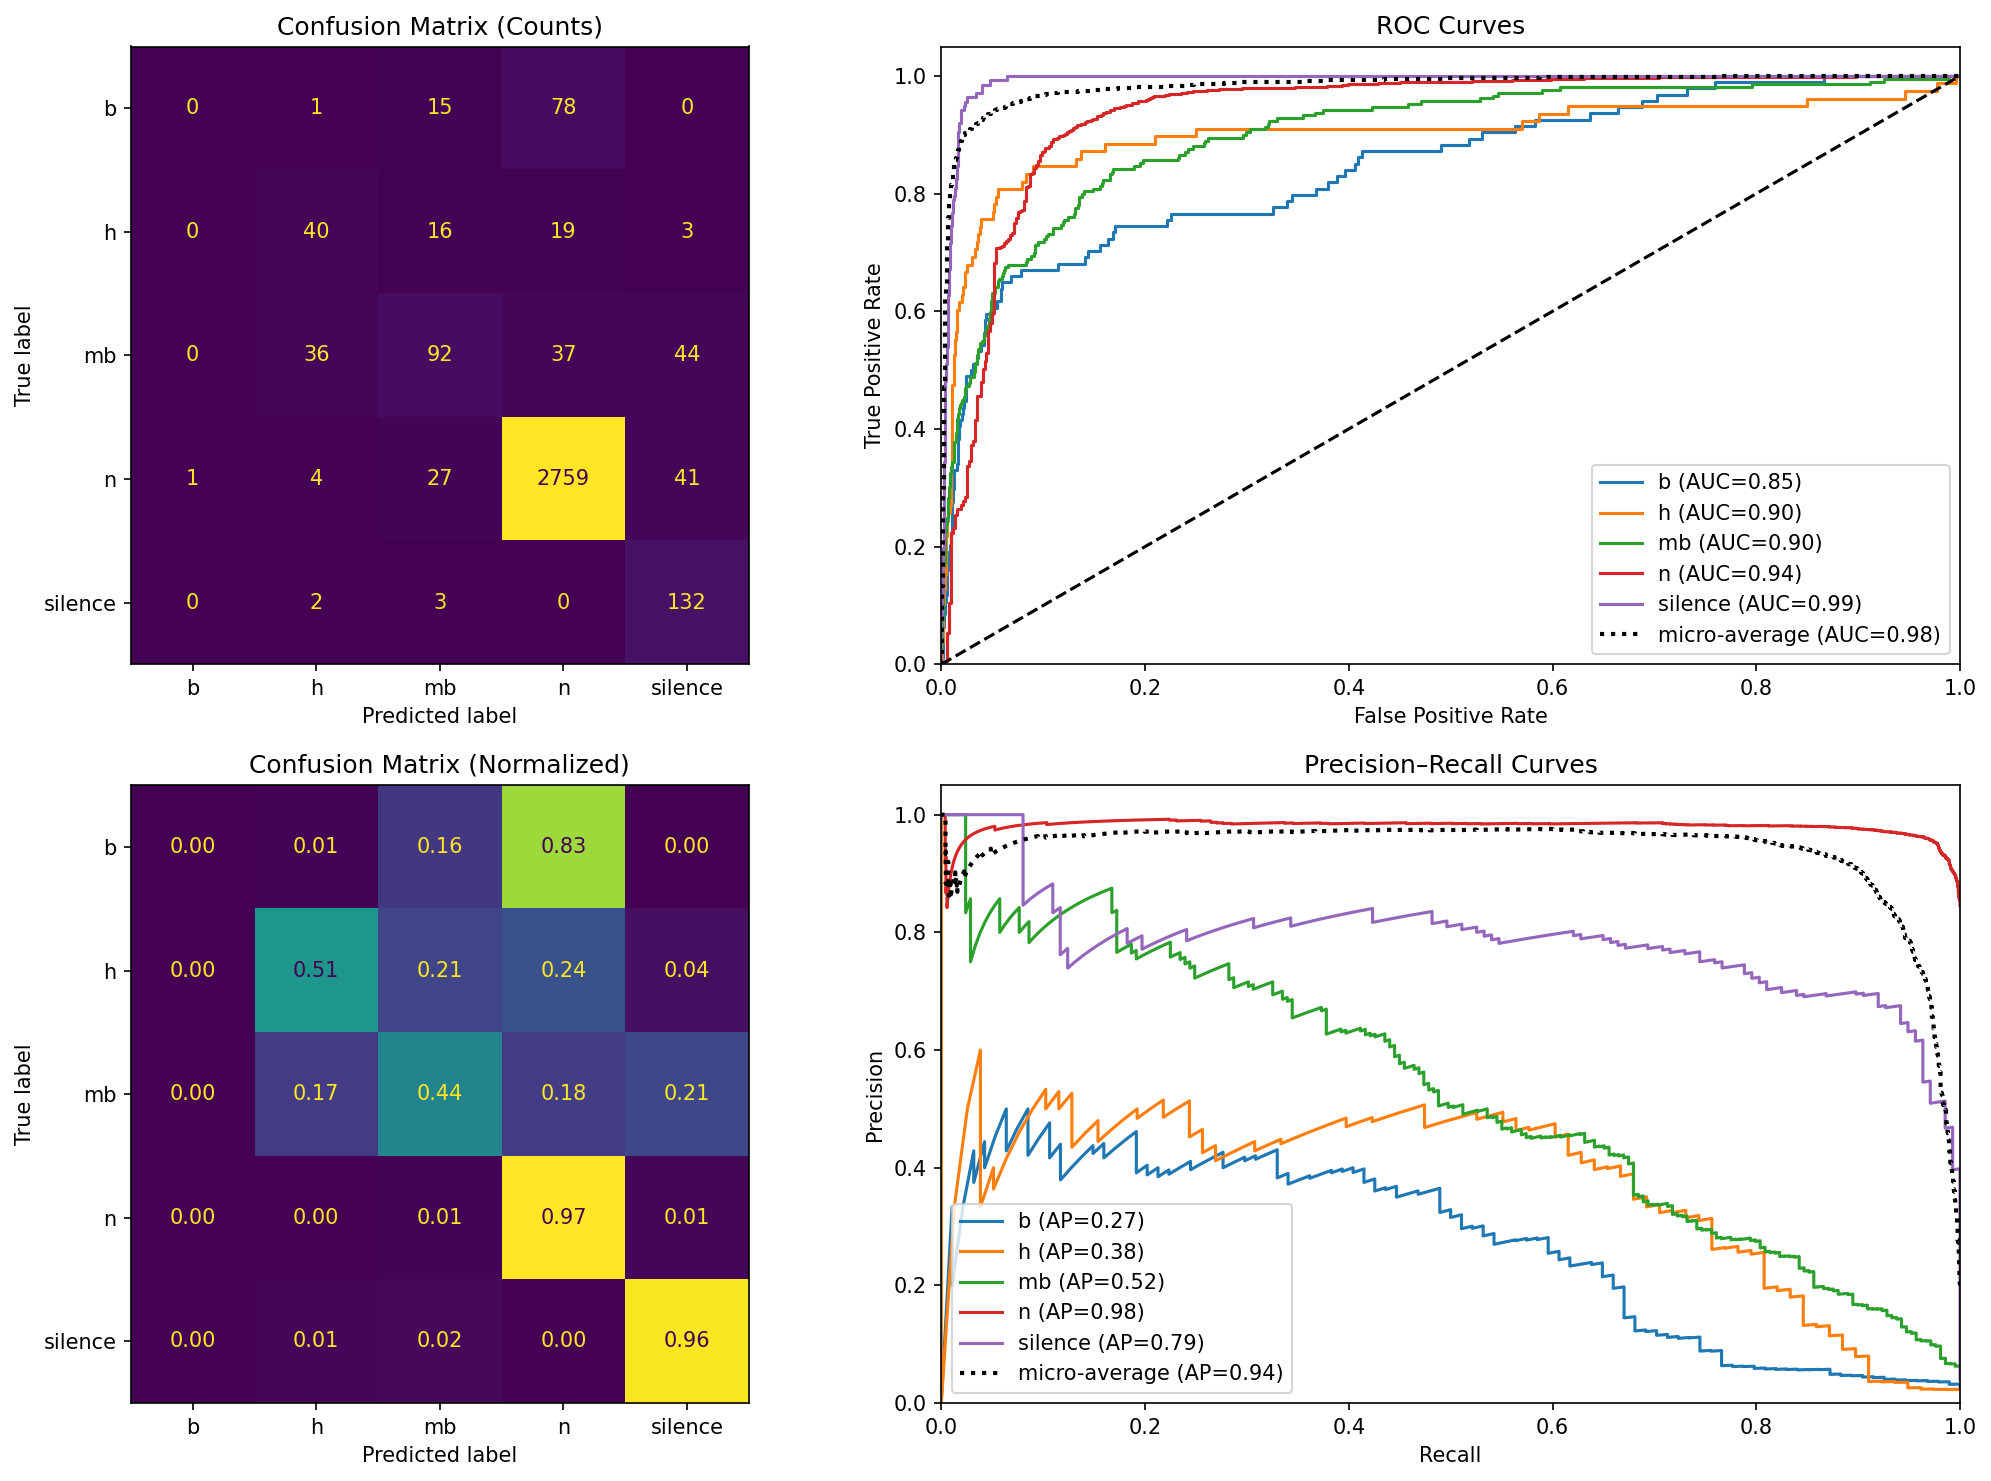 Confusion Matrix (Counts)
True label
b 0 1 15 78 0
h 0 40 16 19 3
mb 0 36 92 37 44
n 1 4 27 2759 41
silence 0 2 3 0 132
b h mb n silence
Predicted label
ROC Curves
True Positive Rate
1.0
0.8
0.6
0.4
0.2
0.0
b (AUC=0.85)
h (AUC=0.90)
mb (AUC=0.90)
n (AUC=0.94)
silence (AUC=0.99)
micro-average (AUC=0.98)
0.0 0.2 0.4 0.6 0.8 1.0
False Positive Rate
Confusion Matrix (Normalized)
True label
b 0.00 0.01 0.16 0.83 0.00
h 0.00 0.51 0.21 0.24 0.04
mb 0.00 0.17 0.44 0.18 0.21
n 0.00 0.00 0.01 0.97 0.01
silence 0.00 0.01 0.02 0.00 0.96
b h mb n silence
Predicted label
Precision–Recall Curves
Precision
1.0
0.8
0.6
0.4
0.2
0.0
b (AP=0.27)
h (AP=0.38)
mb (AP=0.52)
n (AP=0.98)
silence (AP=0.79)
micro-average (AP=0.94)
0.0 0.2 0.4 0.6 0.8 1.0
Recall